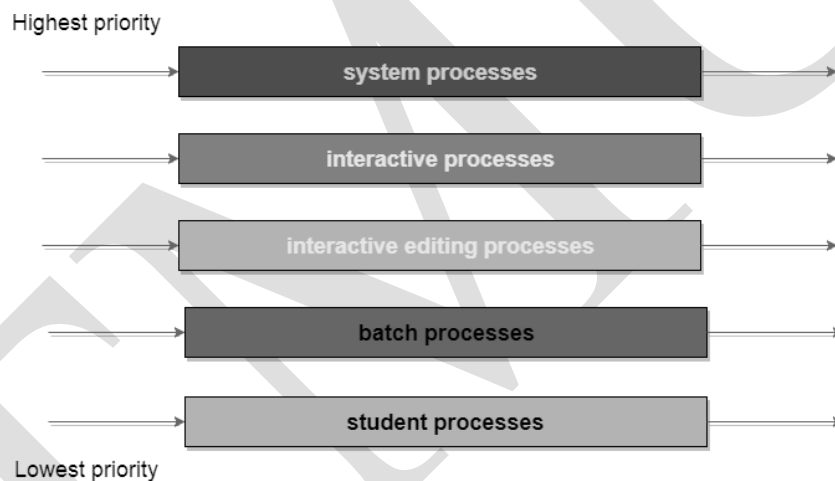 Highest priority
system processes
interactive processes
interactive editing processes
batch processes
student processes
Lowest priority